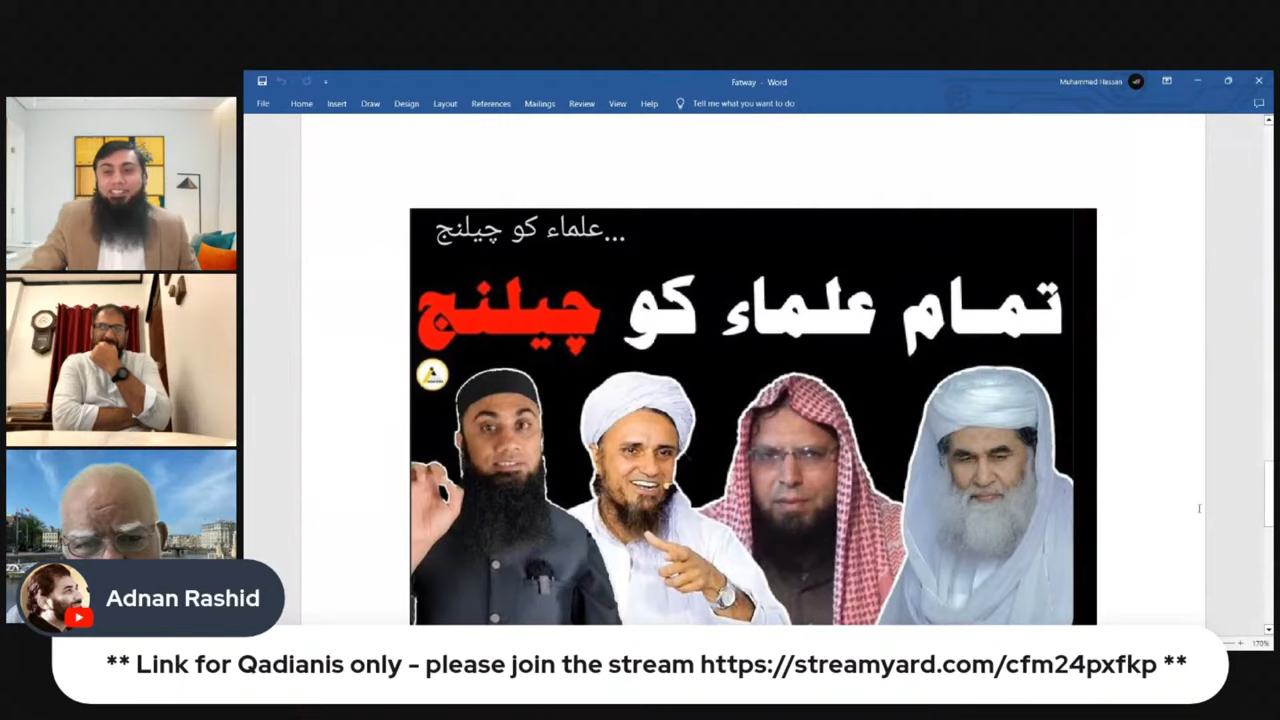 Fatway - Word
Muhammad Hassan
File Home Insert Draw Design Layout References Mailings Review View Help Tell me what you want to do
علماء کو چیلنج...
تمام علماء کو چیلنج
Adnan Rashid
** Link for Qadianis only - please join the stream https://streamyard.com/cfm24pxfkp **
170%